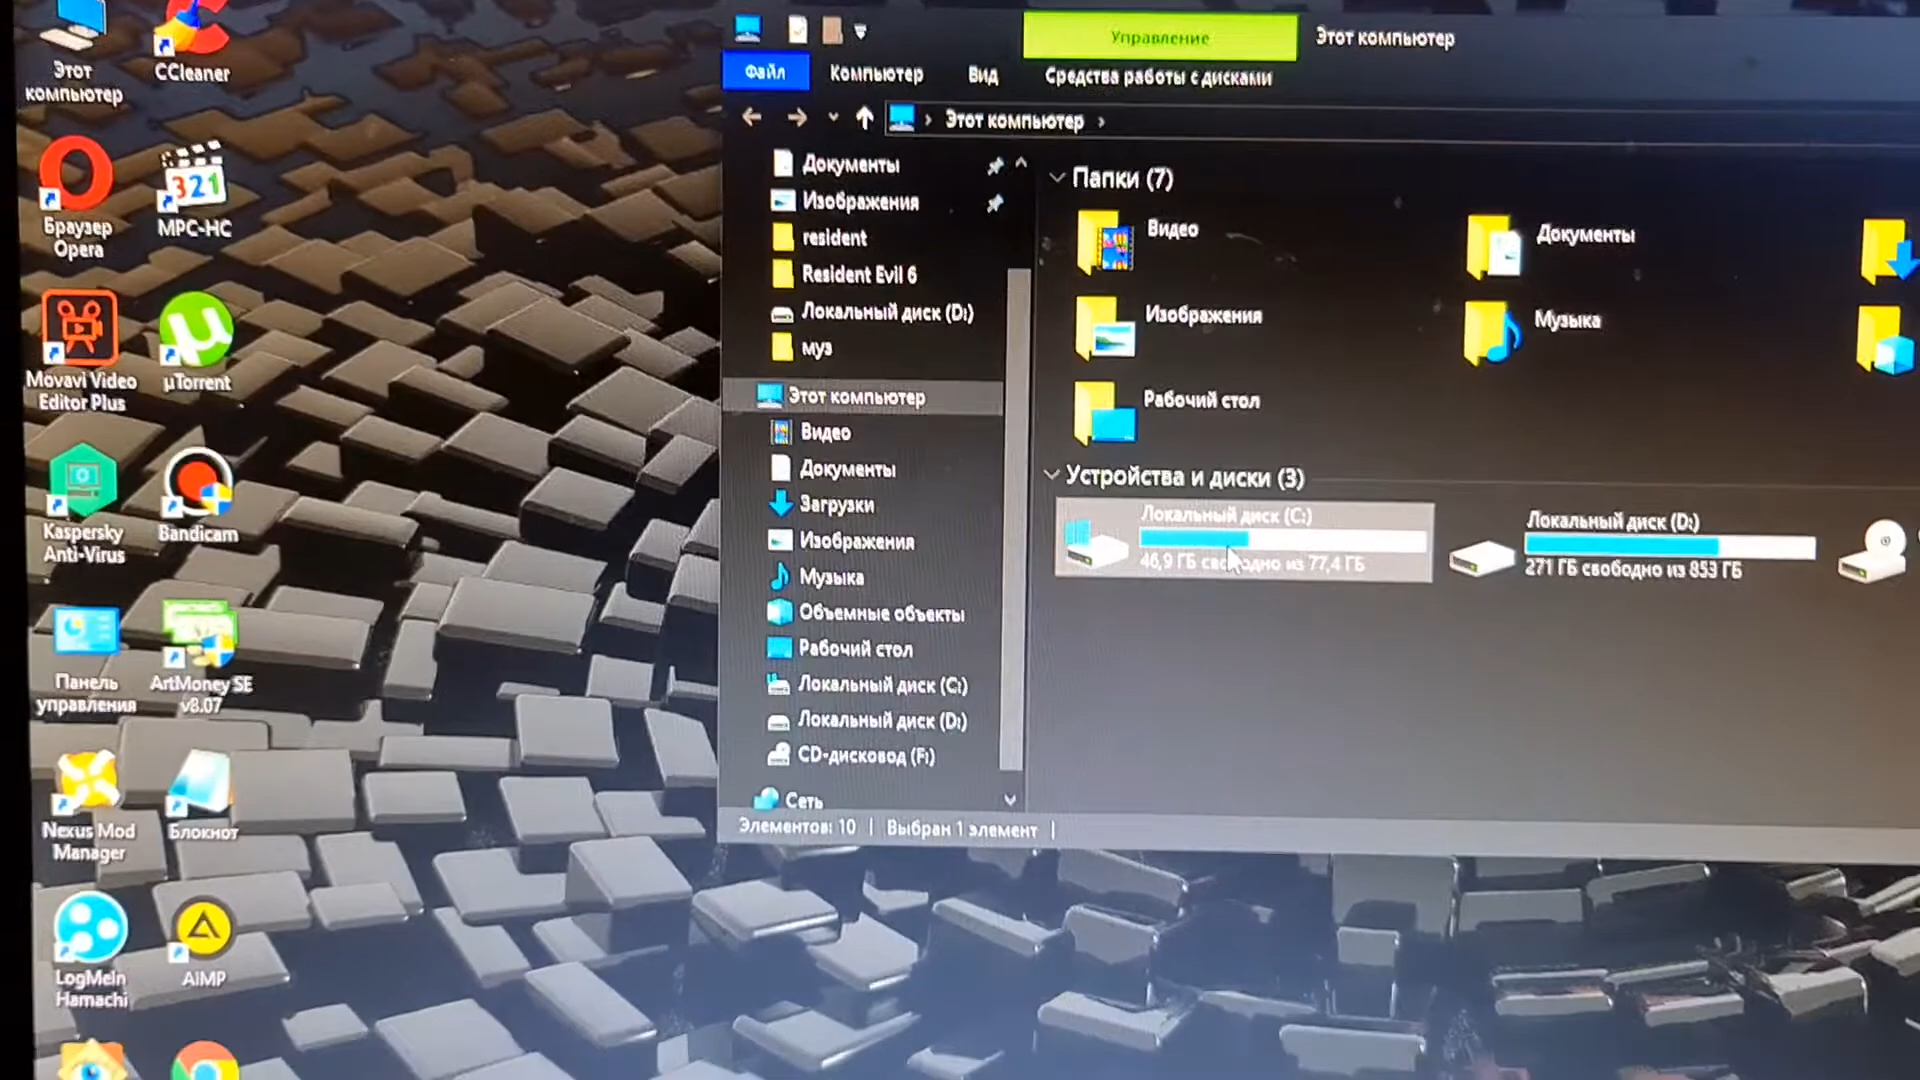 Этот
компьютер
CCleaner
Браузер
Opera
321
MPC-HC
Movavi Video
Editor Plus
µTorrent
Kaspersky
Anti-Virus
Bandicam
Панель
управления
ArtMoney SE
v8.07
Nexus Mod
Manager
Блокнот
LogMeIn
Hamachi
AIMP
Управление
Этот компьютер
Файл
Компьютер
Вид
Средства работы с дисками
Этот компьютер
Документы
Изображения
resident
Resident Evil 6
Локальный диск (D:)
муз
Этот компьютер
Видео
Документы
Загрузки
Изображения
Музыка
Объемные объекты
Рабочий стол
Локальный диск (C:)
Локальный диск (D:)
CD-дисковод (F:)
Сеть
Папки (7)
Видео
Документы
Изображения
Музыка
Рабочий стол
Устройства и диски (3)
Локальный диск (C:)
46,9 ГБ свободно из 77,4 ГБ
Локальный диск (D:)
271 ГБ свободно из 853 ГБ
Элементов: 10
Выбран 1 элемент